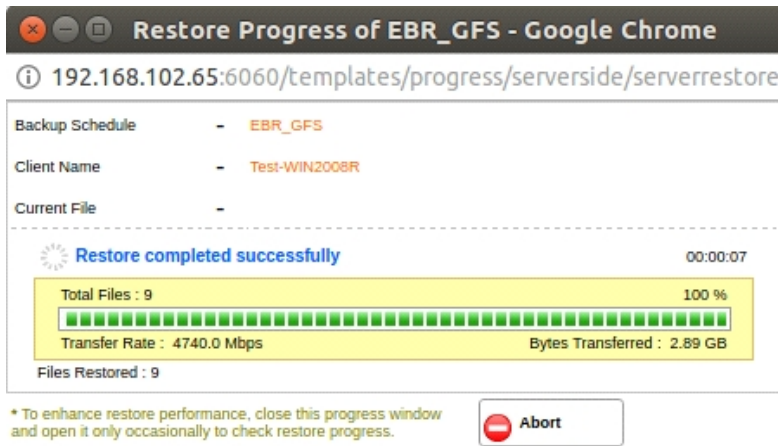 Restore Progress of EBR_GFS - Google Chrome
192.168.102.65:6060/templates/progress/serverside/serverrestore
Backup Schedule - EBR_GFS
Client Name - Test-WIN2008R
Current File -
Restore completed successfully 00:00:07
Total Files : 9 100 %
Transfer Rate : 4740.0 Mbps Bytes Transferred : 2.89 GB
Files Restored : 9
* To enhance restore performance, close this progress window
and open it only occasionally to check restore progress.
Abort